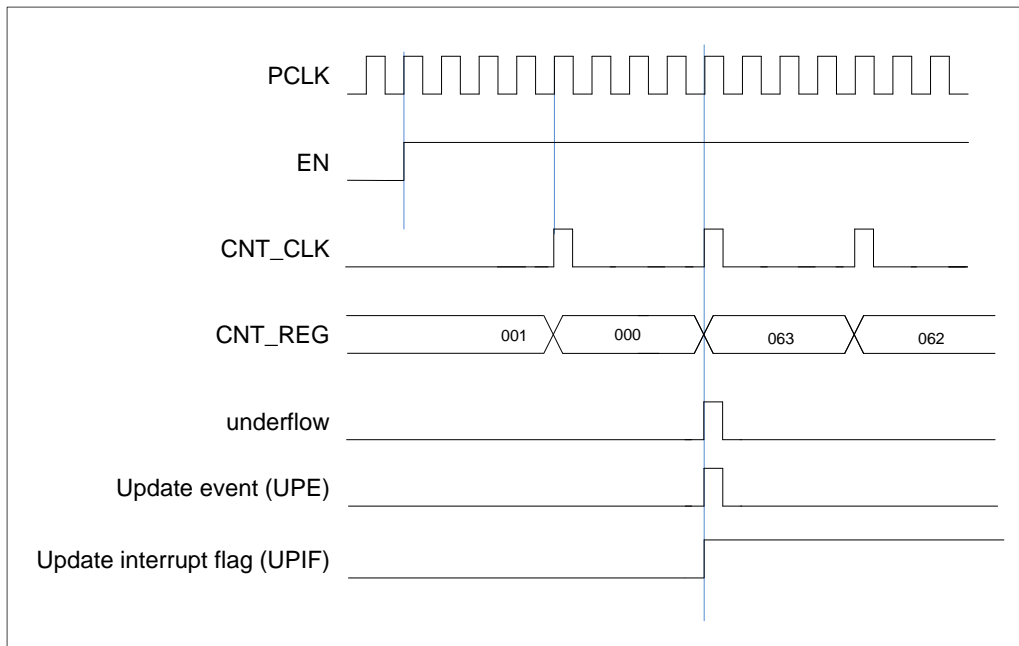 PCLK
EN
CNT_CLK
CNT_REG
001 000 063 062
underflow
Update event (UPE)
Update interrupt flag (UPIF)